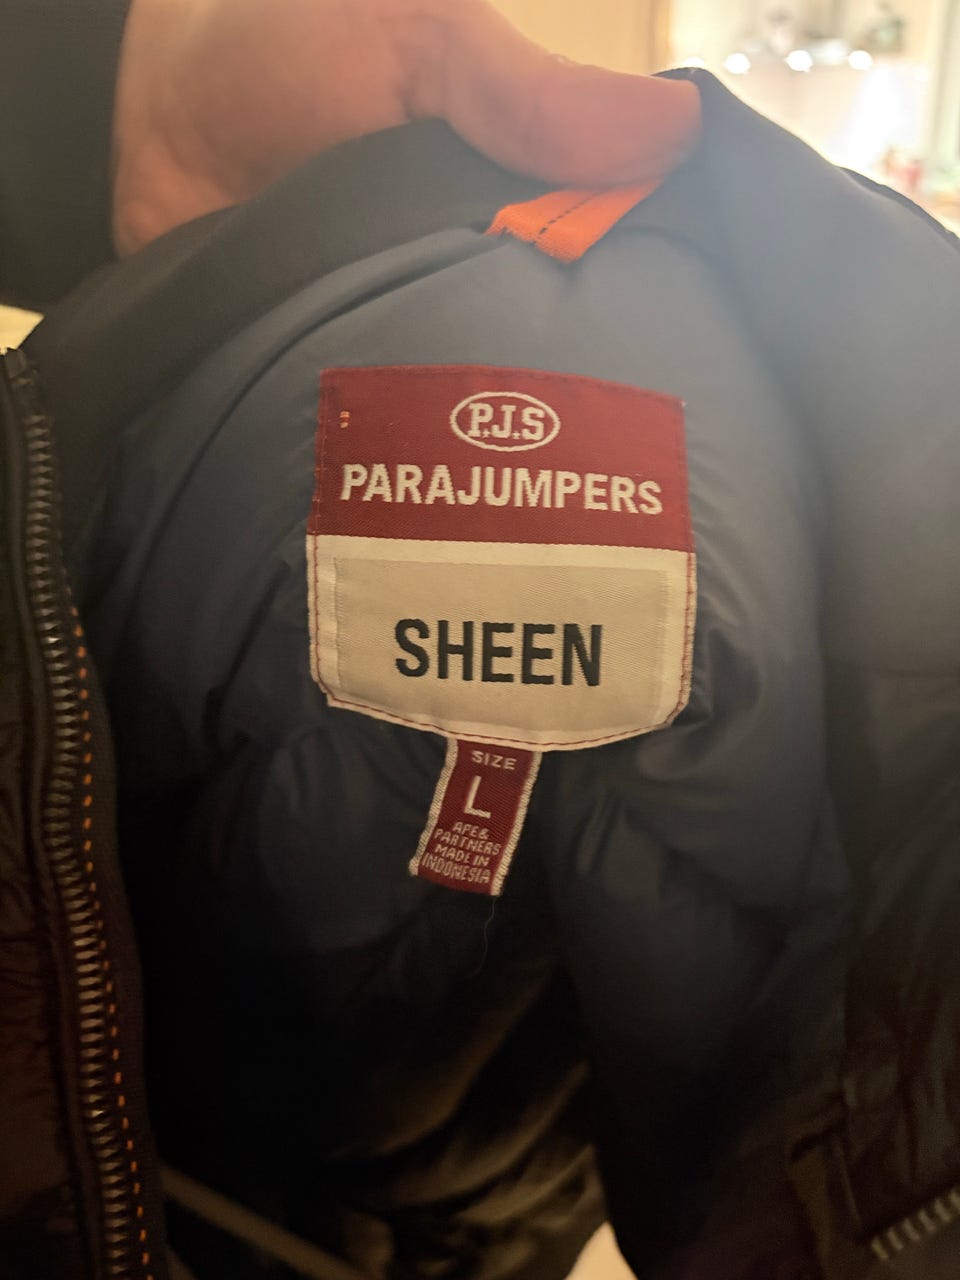 P.J.S
PARAJUMPERS
SHEEN
SIZE
L
APE&
PARTNERS
MADE IN
INDONESIA